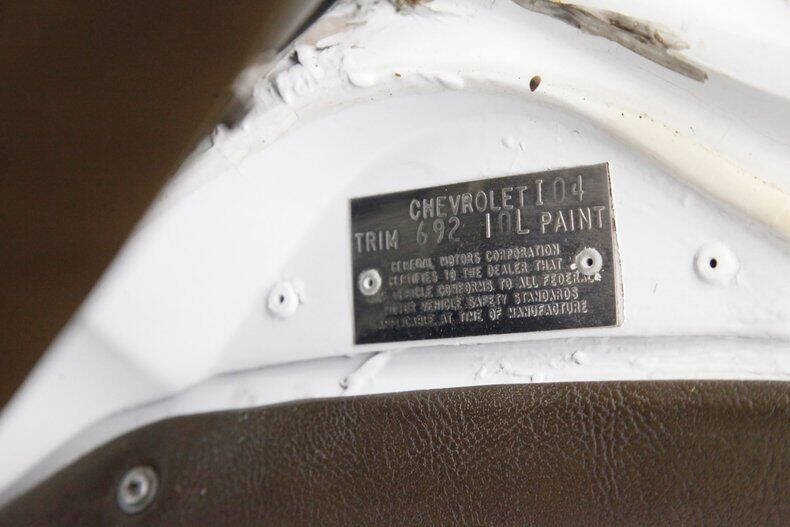 CHEVROLET I04
TRIM 692 10L PAINT
GENERAL MOTORS CORPORATION
CERTIFIES TO THE DEALER THAT
VEHICLE CONFORMS TO ALL FEDERAL
MOTOR VEHICLE SAFETY STANDARDS
APPLICABLE AT TIME OF MANUFACTURE